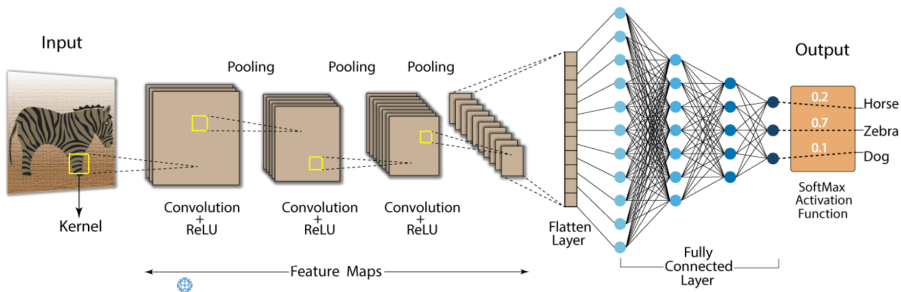 Input
Kernel
Convolution
+
ReLU
Pooling
Convolution
+
ReLU
Pooling
Convolution
+
ReLU
Pooling
Feature Maps
Flatten
Layer
Fully
Connected
Layer
Output
0.2
Horse
0.7
Zebra
0.1
Dog
SoftMax
Activation
Function